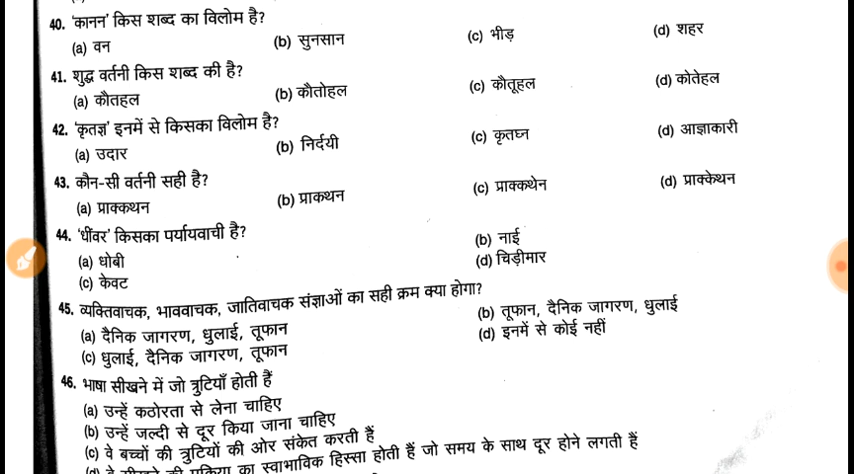 40. 'कानन' किस शब्द का विलोम है?
(a) वन (b) सुनसान (c) भीड़ (d) शहर
41. शुद्ध वर्तनी किस शब्द की है?
(a) कौतहल (b) कौतोहल (c) कौतूहल (d) कोतेहल
42. 'कृतज्ञ' इनमें से किसका विलोम है?
(a) उदार (b) निर्दयी (c) कृतघ्न (d) आज्ञाकारी
43. कौन-सी वर्तनी सही है?
(a) प्राक्कथन (b) प्राकथन (c) प्राक्कथेन (d) प्राक्केथन
44. 'धींवर' किसका पर्यायवाची है?
(a) धोबी (b) नाई
(c) केवट (d) चिड़ीमार
45. व्यक्तिवाचक, भाववाचक, जातिवाचक संज्ञाओं का सही क्रम क्या होगा?
(a) दैनिक जागरण, धुलाई, तूफान (b) तूफान, दैनिक जागरण, धुलाई
(c) धुलाई, दैनिक जागरण, तूफान (d) इनमें से कोई नहीं
46. भाषा सीखने में जो त्रुटियाँ होती हैं
(a) उन्हें कठोरता से लेना चाहिए
(b) उन्हें जल्दी से दूर किया जाना चाहिए
(c) वे बच्चों की त्रुटियों की ओर संकेत करती हैं
का स्वाभाविक हिस्सा होती हैं जो समय के साथ दूर होने लगती हैं